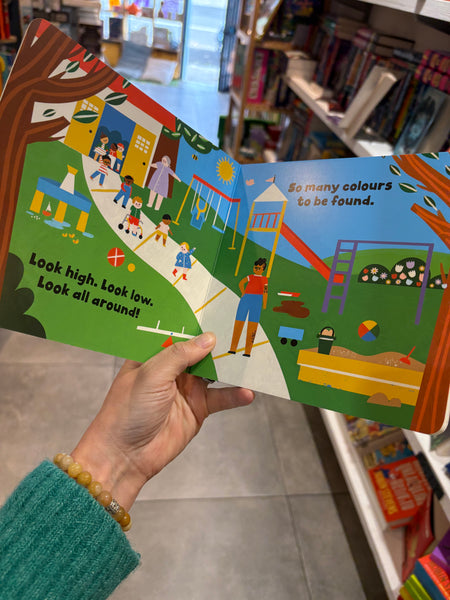 Look high. Look low.
Look all around!
So many colours
to be found.